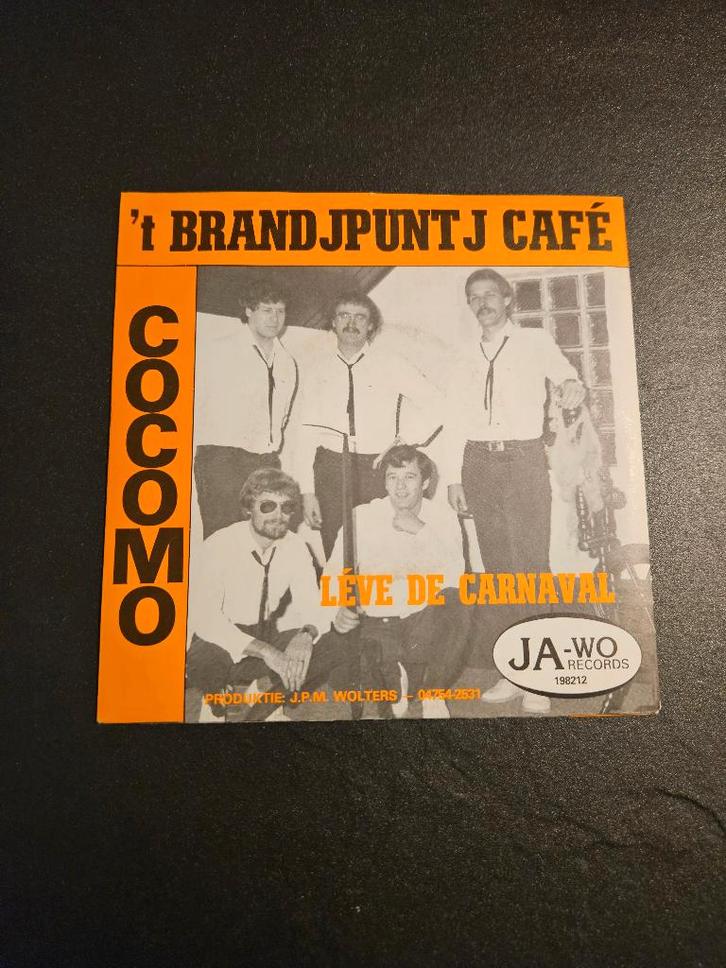 't BRANDJPUNTJ CAFÉ
COCOMO
LÉVE DE CARNAVAL
JA-WO
RECORDS
198212
PRODUKTIE: J.P.M. WOLTERS – 04754-2531